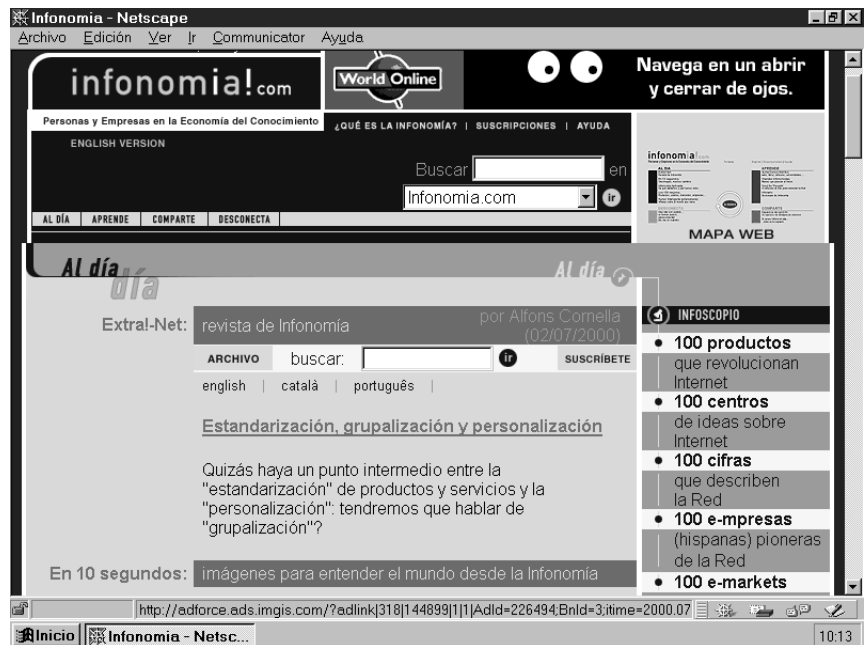 Infonomia - Netscape
Archivo Edición Ver Ir Communicator Ayuda
infonomia!.com
World Online
Navega en un abrir
y cerrar de ojos.
Personas y Empresas en la Economía del Conocimiento
¿QUÉ ES LA INFONOMÍA? | SUSCRIPCIONES | AYUDA
ENGLISH VERSION
Buscar en
Infonomia.com ir
AL DÍA APRENDE COMPARTE DESCONECTA
infonomia!.com
MAPA WEB
Al día
día
Al día
Extra!-Net: revista de Infonomía
por Alfons Cornella
(02/07/2000)
ARCHIVO buscar: ir SUSCRÍBETE
english | català | português |
Estandarización, grupalización y personalización
Quizás haya un punto intermedio entre la
"estandarización" de productos y servicios y la
"personalización": tendremos que hablar de
"grupalización"?
En 10 segundos: imágenes para entender el mundo desde la Infonomía
INFOSCOPIO
100 productos
que revolucionan
Internet
100 centros
de ideas sobre
Internet
100 cifras
que describen
la Red
100 e-mpresas
(hispanas) pioneras
de la Red
100 e-markets
http://adforce.ads.imgis.com/?adlink|318|144899|1|1|AdId=226494;BnId=3;itime=2000.07
Inicio Infonomia - Netsc... 10:13